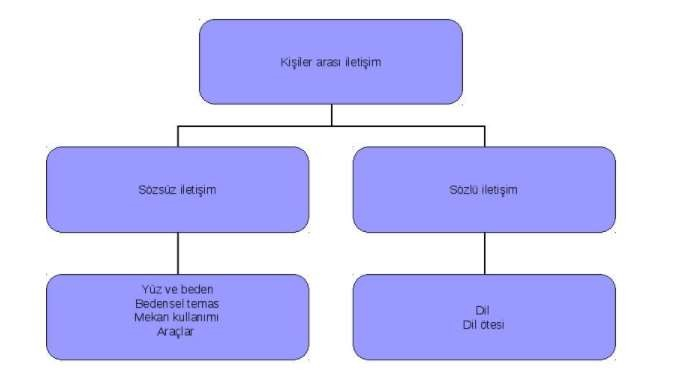 Kişiler arası iletişim
Sözsüz iletişim
Sözlü iletişim
Yüz ve beden
Bedensel temas
Mekan kullanımı
Araçlar
Dil
Dil ötesi